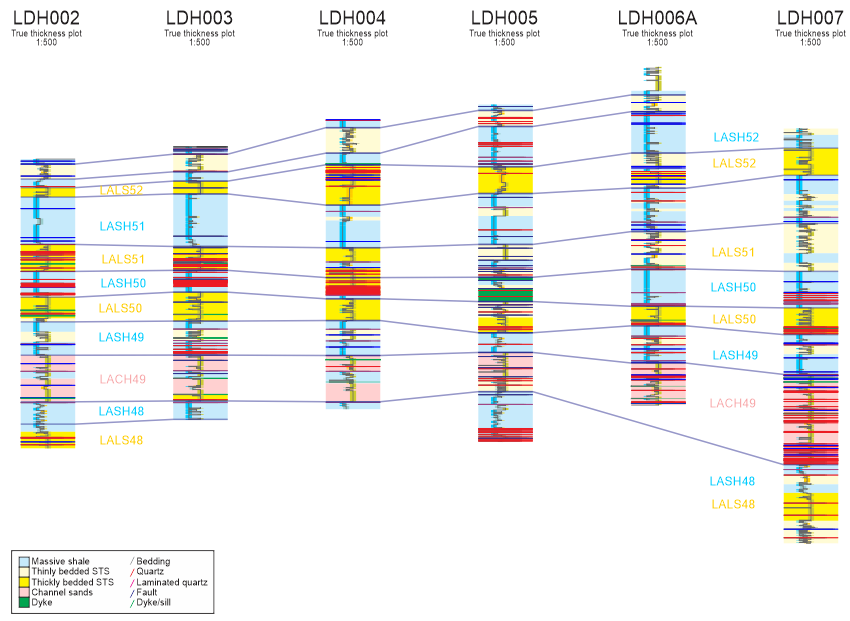 LDH002 LDH003 LDH004 LDH005 LDH006A LDH007
True thickness plot True thickness plot True thickness plot True thickness plot True thickness plot True thickness plot
1:500 1:500 1:500 1:500 1:500 1:500
LASH52
LALS52
LALS52
LASH51
LALS51
LALS51
LASH50
LASH50
LALS50
LALS50
LASH49
LASH49
LACH49
LACH49
LASH48
LALS48
LASH48
LALS48
Massive shale Bedding
Thinly bedded STS Quartz
Thickly bedded STS Laminated quartz
Channel sands Fault
Dyke Dyke/sill